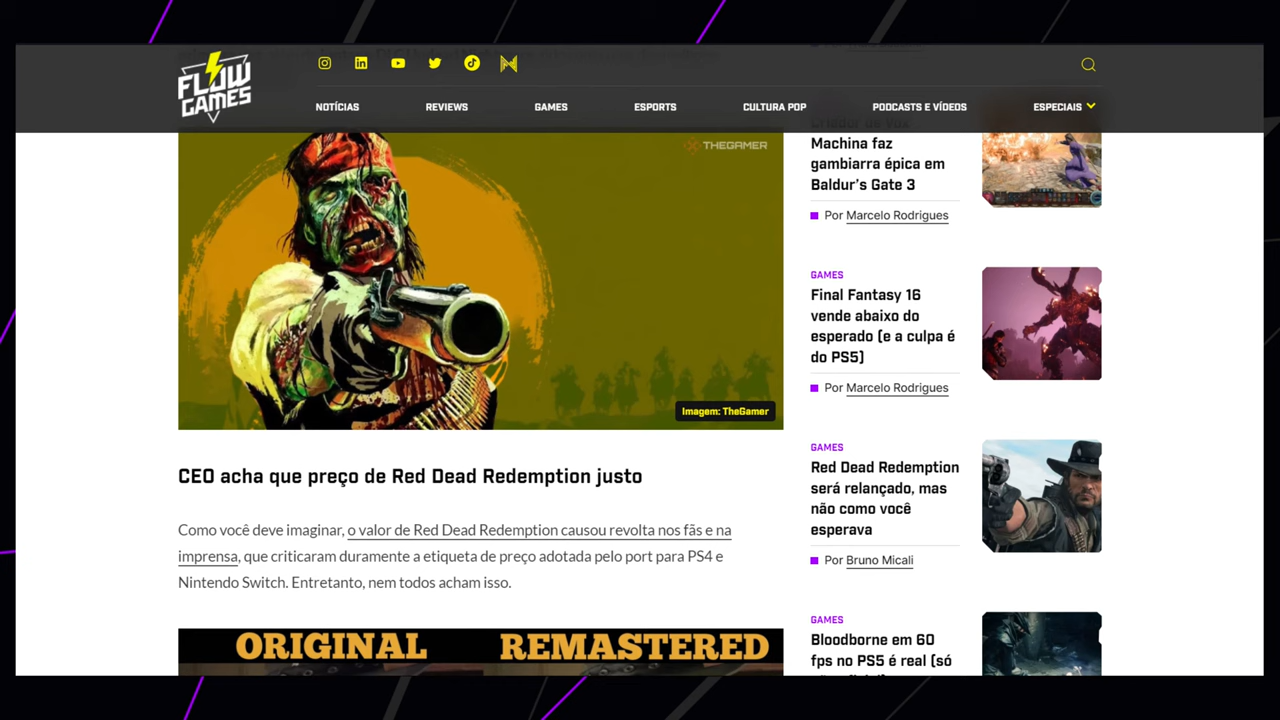 FLOW
GAMES
NOTÍCIAS
REVIEWS
GAMES
ESPORTS
CULTURA POP
PODCASTS E VÍDEOS
ESPECIAIS
THEGAMER
Imagem: TheGamer
CEO acha que preço de Red Dead Redemption justo
Como você deve imaginar, o valor de Red Dead Redemption causou revolta nos fãs e na
imprensa, que criticaram duramente a etiqueta de preço adotada pelo port para PS4 e
Nintendo Switch. Entretanto, nem todos acham isso.
ORIGINAL
REMASTERED
Criador de Vox
Machina faz
gambiarra épica em
Baldur's Gate 3
Por Marcelo Rodrigues
GAMES
Final Fantasy 16
vende abaixo do
esperado (e a culpa é
do PS5)
Por Marcelo Rodrigues
GAMES
Red Dead Redemption
será relançado, mas
não como você
esperava
Por Bruno Micali
GAMES
Bloodborne em 60
fps no PS5 é real (só